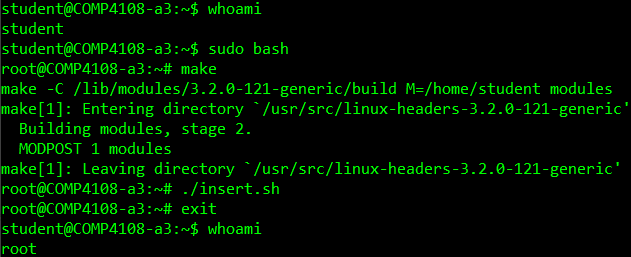 student@COMP4108-a3:~$ whoami
student
student@COMP4108-a3:~$ sudo bash
root@COMP4108-a3:~# make
make -C /lib/modules/3.2.0-121-generic/build M=/home/student modules
make[1]: Entering directory `/usr/src/linux-headers-3.2.0-121-generic'
  Building modules, stage 2.
  MODPOST 1 modules
make[1]: Leaving directory `/usr/src/linux-headers-3.2.0-121-generic'
root@COMP4108-a3:~# ./insert.sh
root@COMP4108-a3:~# exit
student@COMP4108-a3:~$ whoami
root